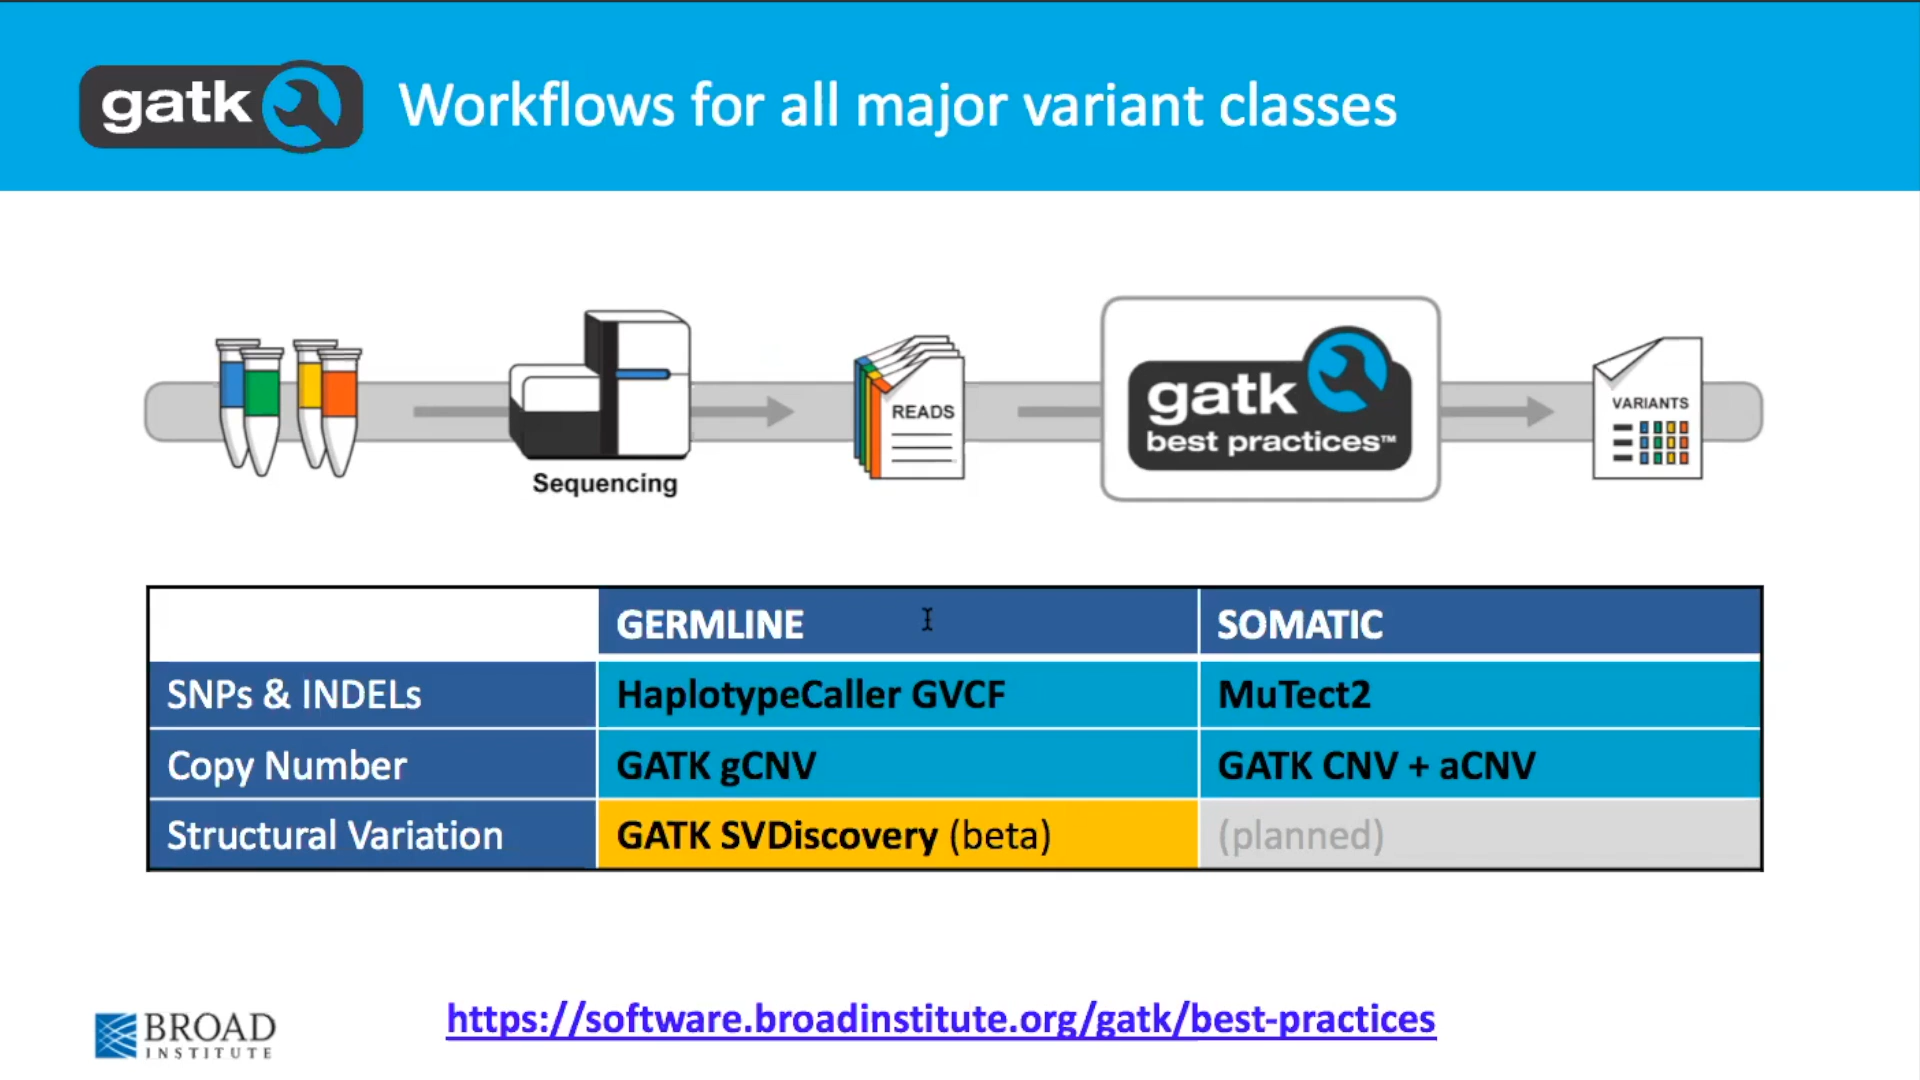 gatk Workflows for all major variant classes
READS
gatk
best practices™
VARIANTS
Sequencing
GERMLINE SOMATIC
SNPs & INDELs HaplotypeCaller GVCF MuTect2
Copy Number GATK gCNV GATK CNV + aCNV
Structural Variation GATK SVDiscovery (beta) (planned)
BROAD
INSTITUTE
https://software.broadinstitute.org/gatk/best-practices